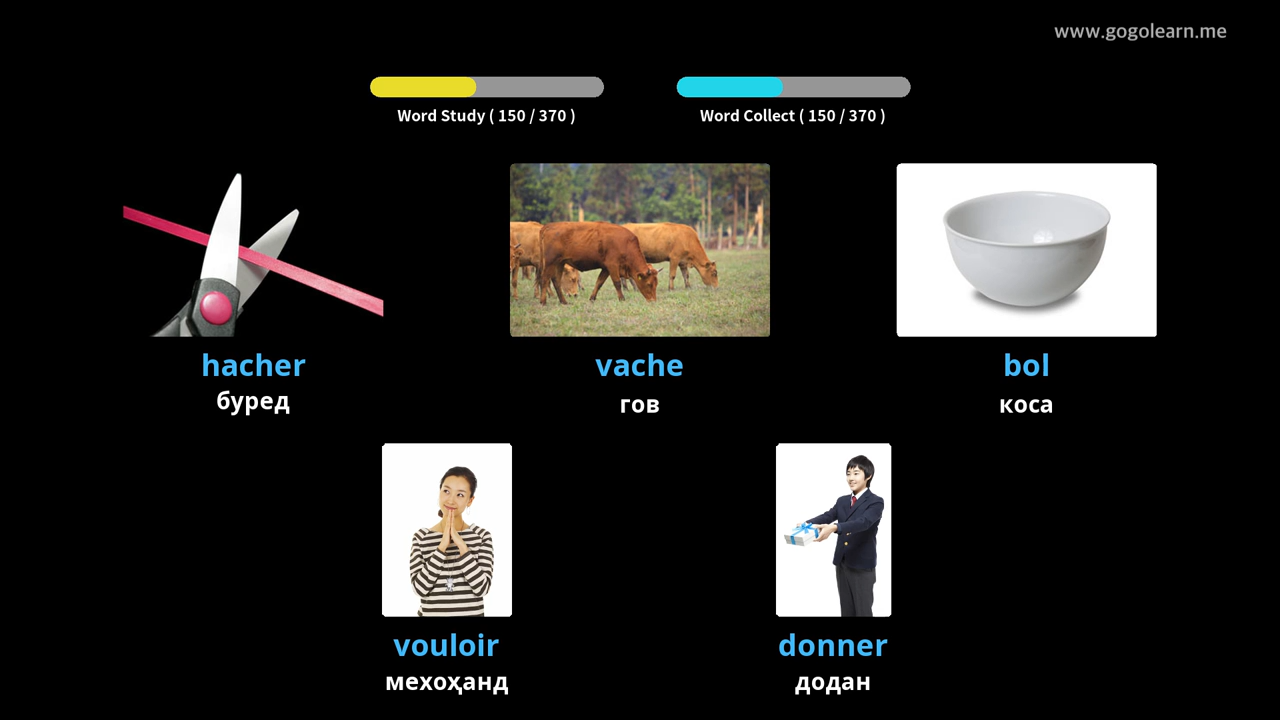 www.gogolearn.me
Word Study ( 150 / 370 )
Word Collect ( 150 / 370 )
hacher
буред
vache
гов
bol
коса
vouloir
мехоҳанд
donner
додан